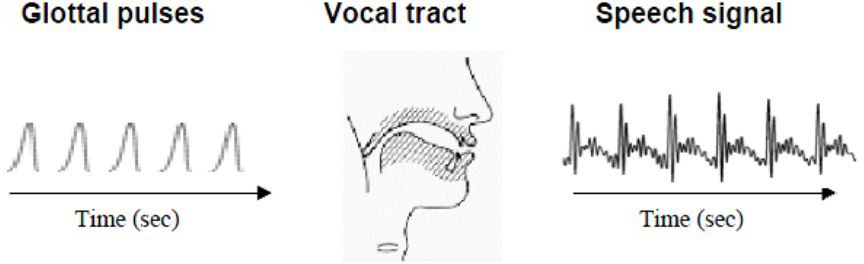 Glottal pulses
Vocal tract
Speech signal
Time (sec)
Time (sec)